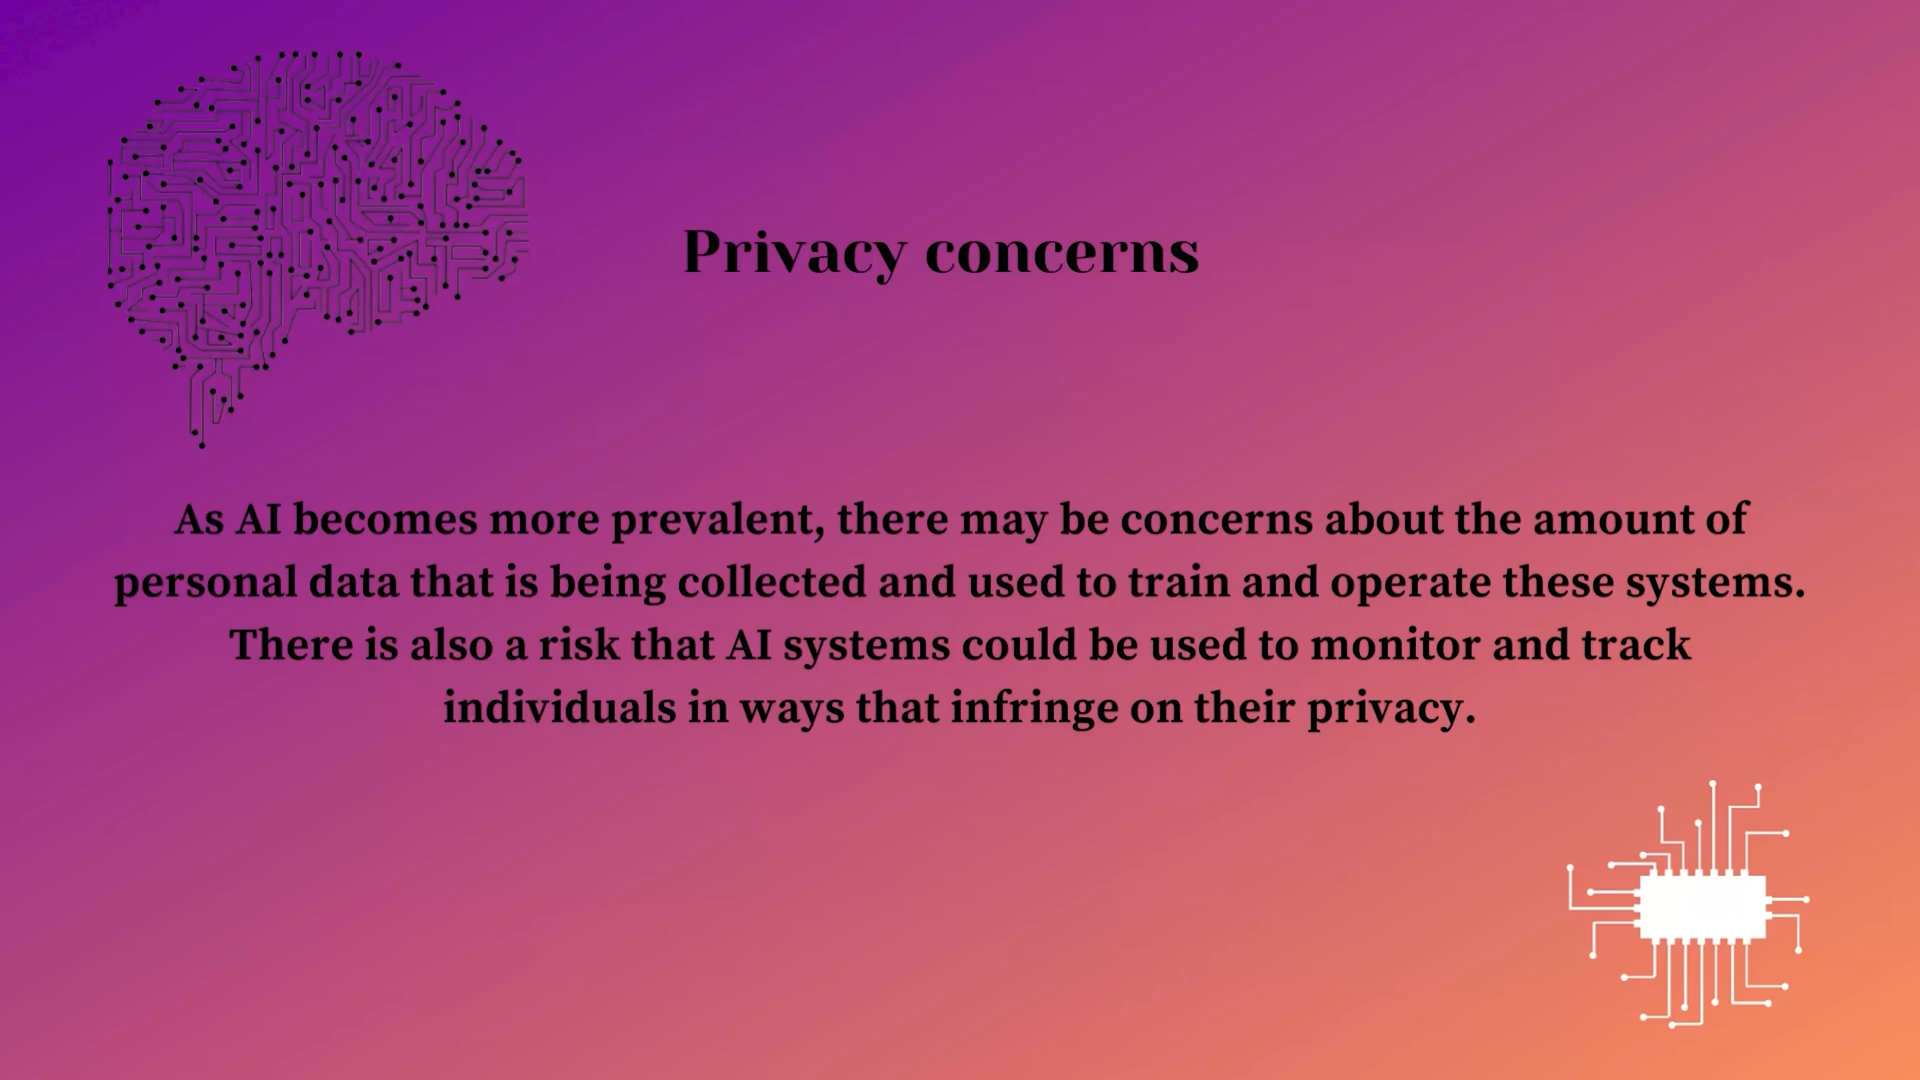 Privacy concerns
As AI becomes more prevalent, there may be concerns about the amount of
personal data that is being collected and used to train and operate these systems.
There is also a risk that AI systems could be used to monitor and track
individuals in ways that infringe on their privacy.